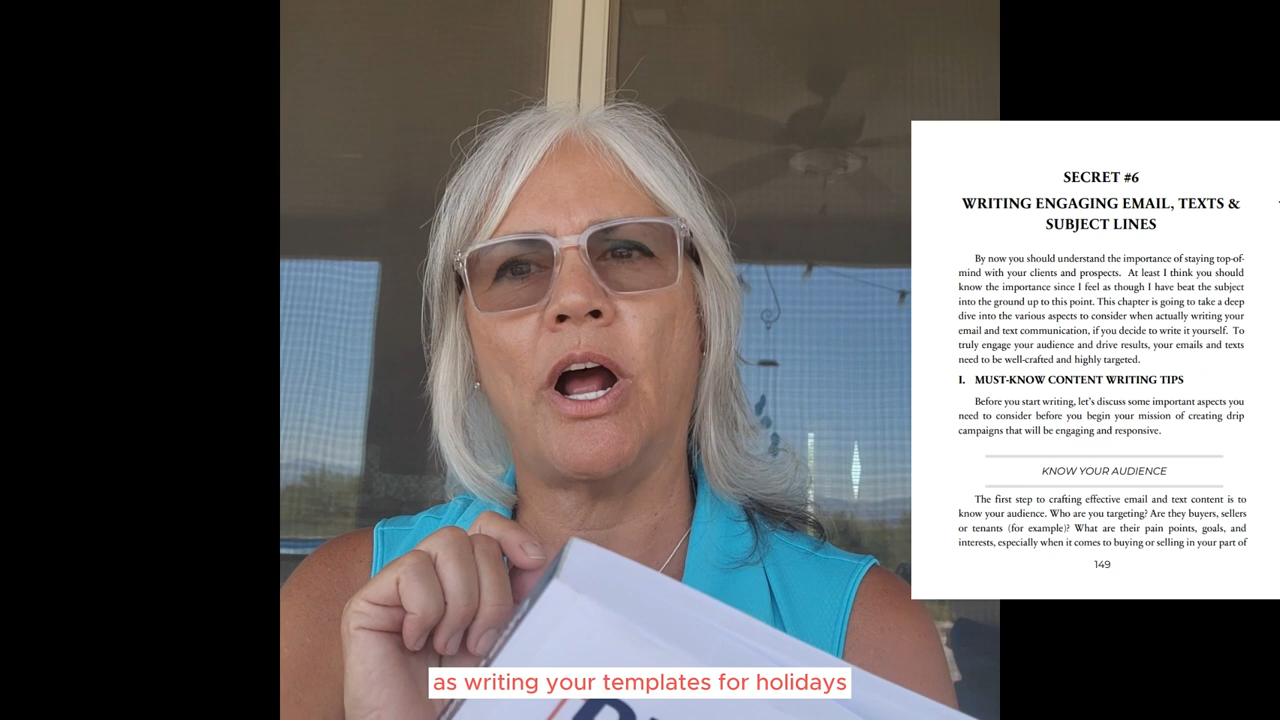 SECRET #6
WRITING ENGAGING EMAIL, TEXTS &
SUBJECT LINES
By now you should understand the importance of staying top-of-
mind with your clients and prospects. At least I think you should
know the importance since I feel as though I have beat the subject
into the ground up to this point. This chapter is going to take a deep
dive into the various aspects to consider when actually writing your
email and text communication, if you decide to write it yourself. To
truly engage your audience and drive results, your emails and texts
need to be well-crafted and highly targeted.
I. MUST-KNOW CONTENT WRITING TIPS
Before you start writing, let's discuss some important aspects you
need to consider before you begin your mission of creating drip
campaigns that will be engaging and responsive.
KNOW YOUR AUDIENCE
The first step to crafting effective email and text content is to
know your audience. Who are you targeting? Are they buyers, sellers
or tenants (for example)? What are their pain points, goals, and
interests, especially when it comes to buying or selling in your part of
149
as writing your templates for holidays